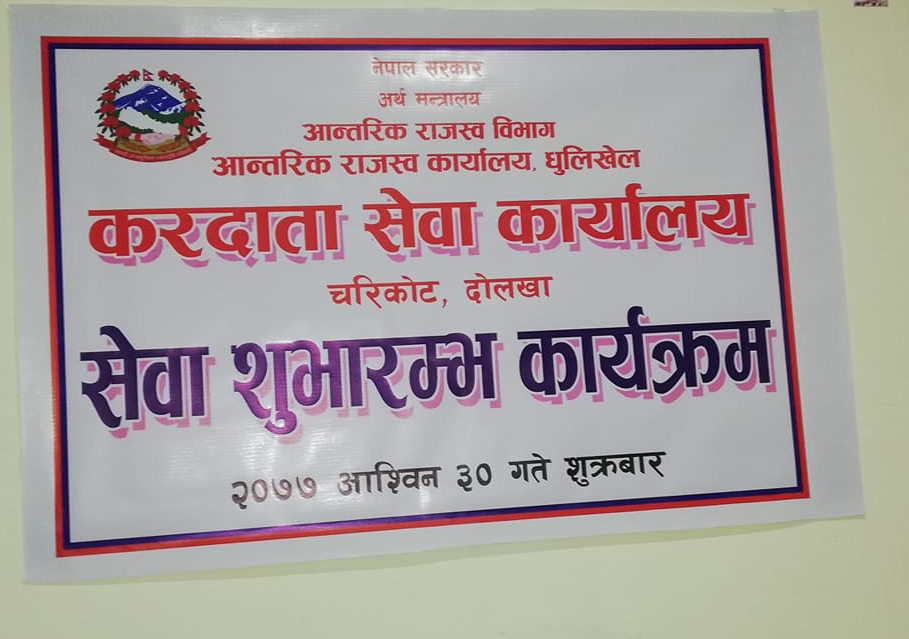 नेपाल सरकार
अर्थ मन्त्रालय
आन्तरिक राजस्व विभाग
आन्तरिक राजस्व कार्यालय, धुलिखेल
करदाता सेवा कार्यालय
चरिकोट, दोलखा
सेवा शुभारम्भ कार्यक्रम
२०७७ आश्विन ३० गते शुक्रबार